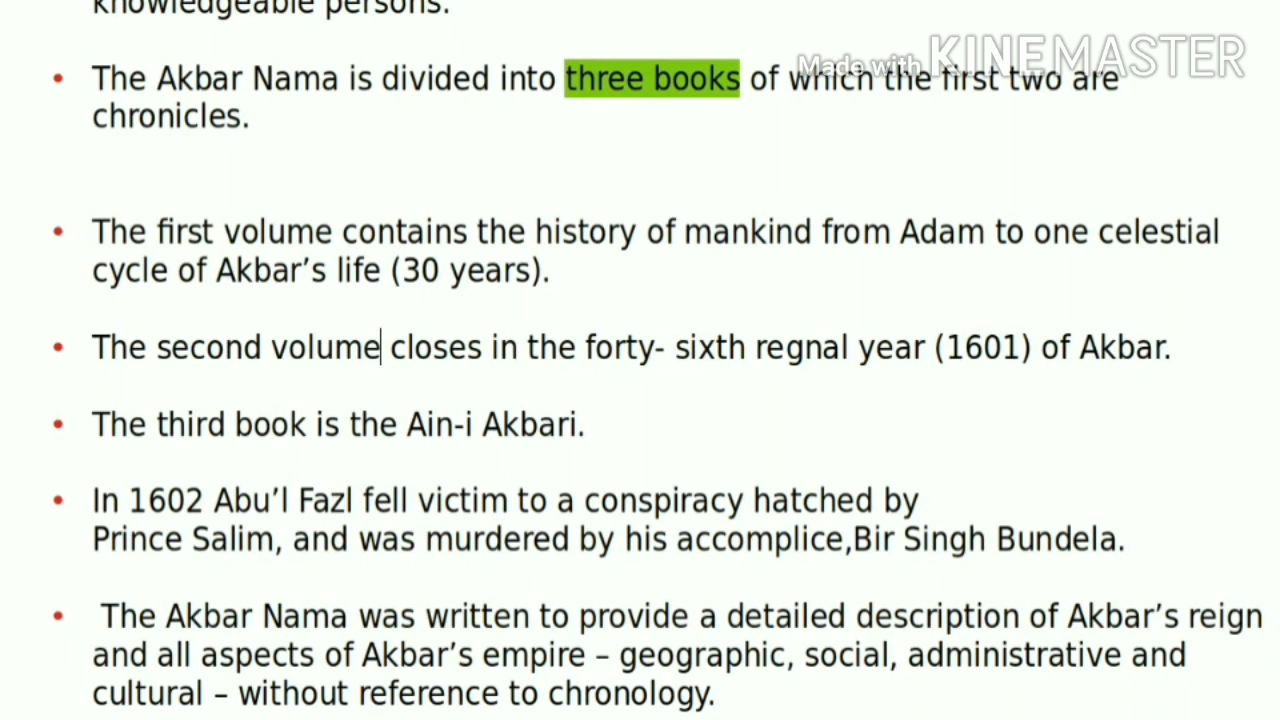 knowledgeable persons.
Made with KINEMASTER
• The Akbar Nama is divided into three books of which the first two are
chronicles.
• The first volume contains the history of mankind from Adam to one celestial
cycle of Akbar’s life (30 years).
• The second volume closes in the forty- sixth regnal year (1601) of Akbar.
• The third book is the Ain-i Akbari.
• In 1602 Abu’l Fazl fell victim to a conspiracy hatched by
Prince Salim, and was murdered by his accomplice,Bir Singh Bundela.
• The Akbar Nama was written to provide a detailed description of Akbar’s reign
and all aspects of Akbar’s empire – geographic, social, administrative and
cultural – without reference to chronology.